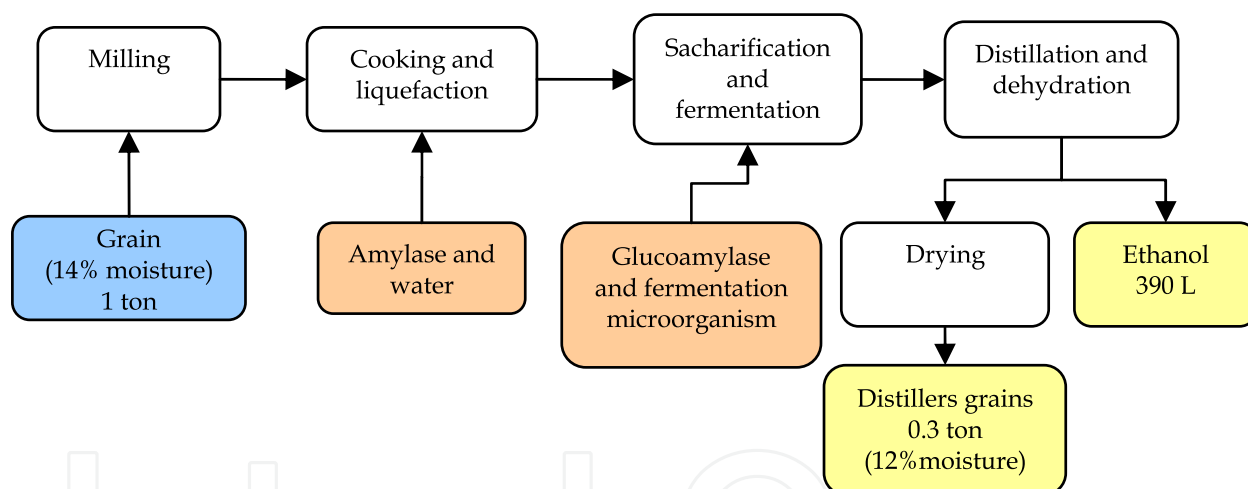 Milling
Cooking and
liquefaction
Sacharification
and
fermentation
Distillation and
dehydration
Grain
(14% moisture)
1 ton
Amylase and
water
Glucoamylase
and fermentation
microorganism
Drying
Ethanol
390 L
Distillers grains
0.3 ton
(12%moisture)